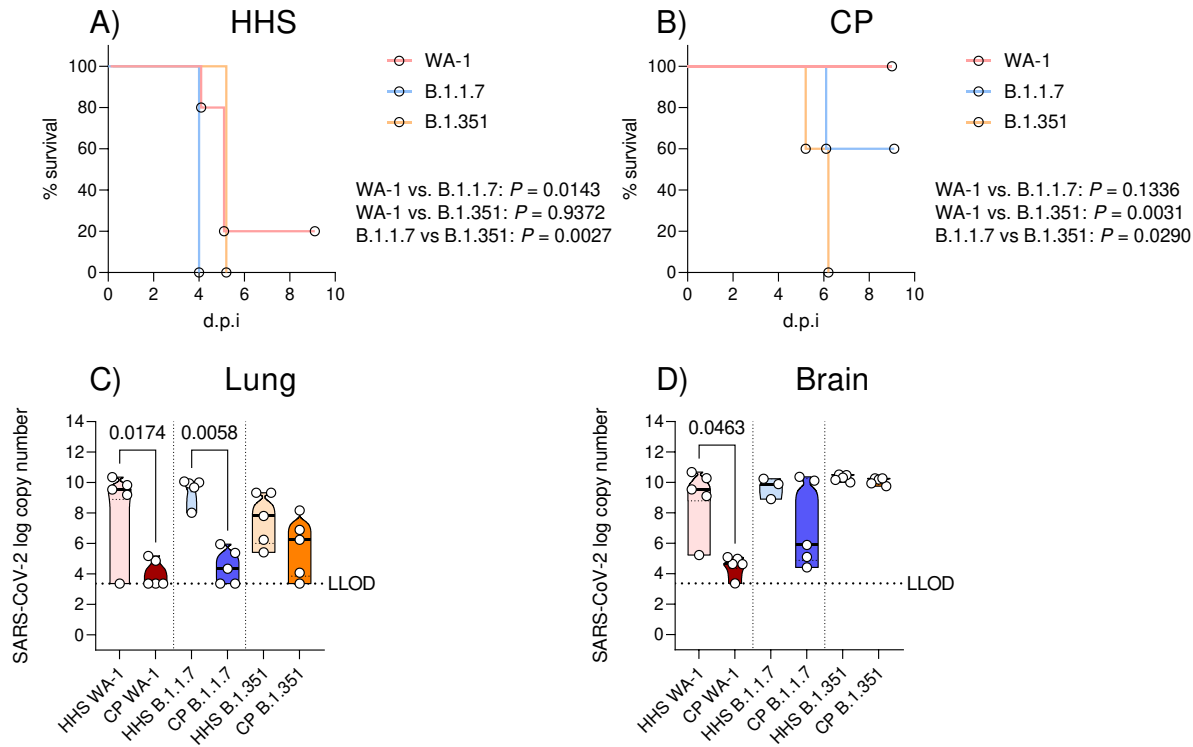 A) HHS
100
80
60
40
20
0
% survival
0 2 4 6 8 10
d.p.i
WA-1
B.1.1.7
B.1.351
WA-1 vs. B.1.1.7: P = 0.0143
WA-1 vs. B.1.351: P = 0.9372
B.1.1.7 vs B.1.351: P = 0.0027
B) CP
100
80
60
40
20
0
% survival
0 2 4 6 8 10
d.p.i
WA-1
B.1.1.7
B.1.351
WA-1 vs. B.1.1.7: P = 0.1336
WA-1 vs. B.1.351: P = 0.0031
B.1.1.7 vs B.1.351: P = 0.0290
C) Lung
SARS-CoV-2 log copy number
14
12
10
8
6
4
2
0
0.0174 0.0058
LLOD
HHS WA-1
CP WA-1
HHS B.1.1.7
CP B.1.1.7
HHS B.1.351
CP B.1.351
D) Brain
SARS-CoV-2 log copy number
14
12
10
8
6
4
2
0
0.0463
LLOD
HHS WA-1
CP WA-1
HHS B.1.1.7
CP B.1.1.7
HHS B.1.351
CP B.1.351